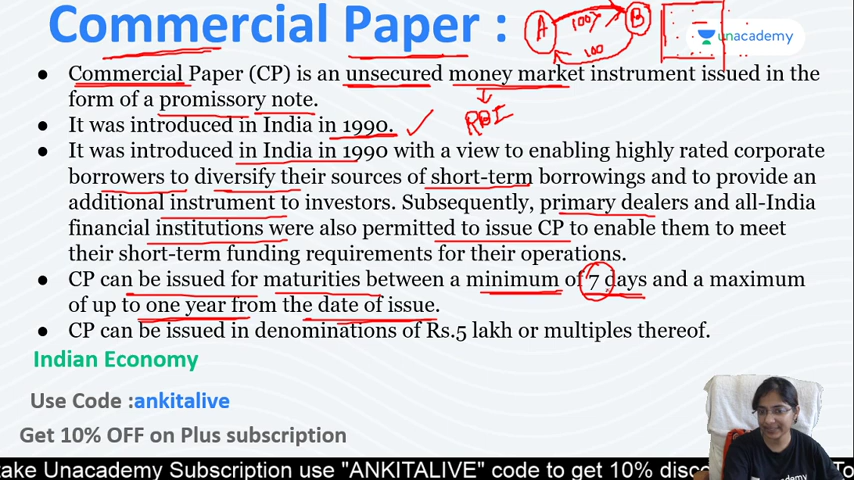 Commercial Paper :
A 100% B
100
unacademy
• Commercial Paper (CP) is an unsecured money market instrument issued in the
form of a promissory note.
RBI
• It was introduced in India in 1990.
• It was introduced in India in 1990 with a view to enabling highly rated corporate
borrowers to diversify their sources of short-term borrowings and to provide an
additional instrument to investors. Subsequently, primary dealers and all-India
financial institutions were also permitted to issue CP to enable them to meet
their short-term funding requirements for their operations.
• CP can be issued for maturities between a minimum of 7 days and a maximum
of up to one year from the date of issue.
• CP can be issued in denominations of Rs.5 lakh or multiples thereof.
Indian Economy
Use Code :ankitalive
Get 10% OFF on Plus subscription
take Unacademy Subscription use "ANKITALIVE" code to get 10% disco To